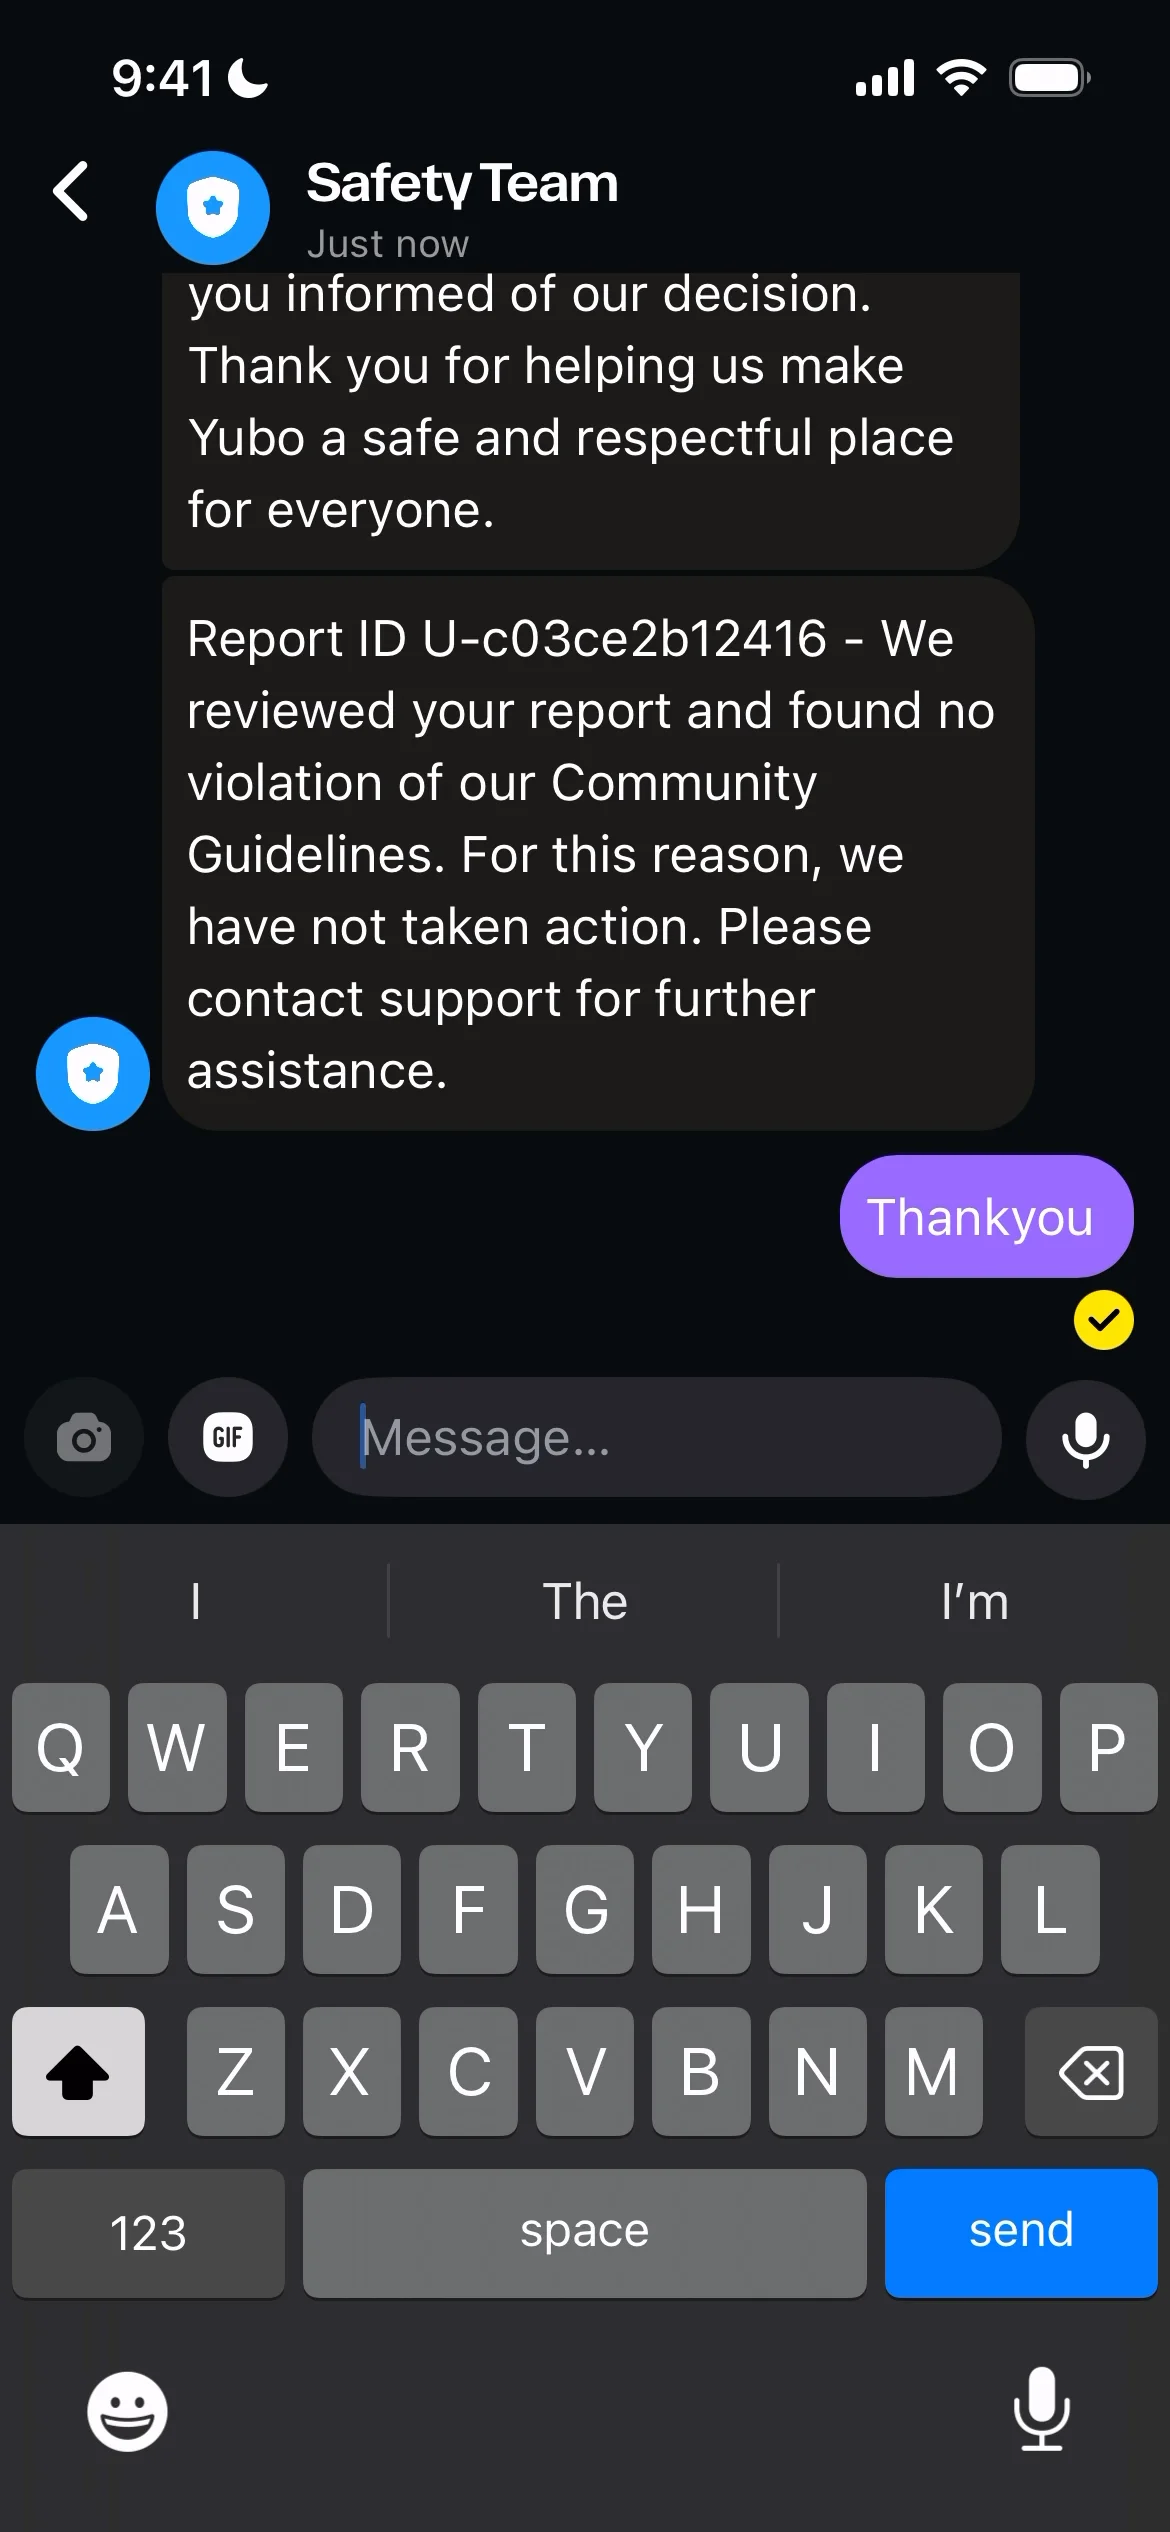 9:41
Safety Team
Just now
you informed of our decision.
Thank you for helping us make
Yubo a safe and respectful place
for everyone.
Report ID U-c03ce2b12416 - We
reviewed your report and found no
violation of our Community
Guidelines. For this reason, we
have not taken action. Please
contact support for further
assistance.
Thankyou
GIF
Message...
I The I’m
Q W E R T Y U I O P
A S D F G H J K L
Z X C V B N M
123 space send